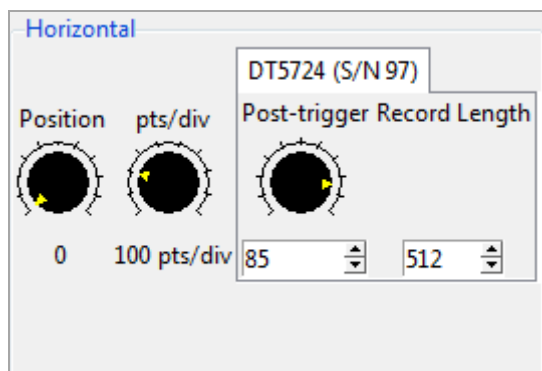 Horizontal
DT5724 (S/N 97)
Position pts/div Post-trigger Record Length
0 100 pts/div 85 512